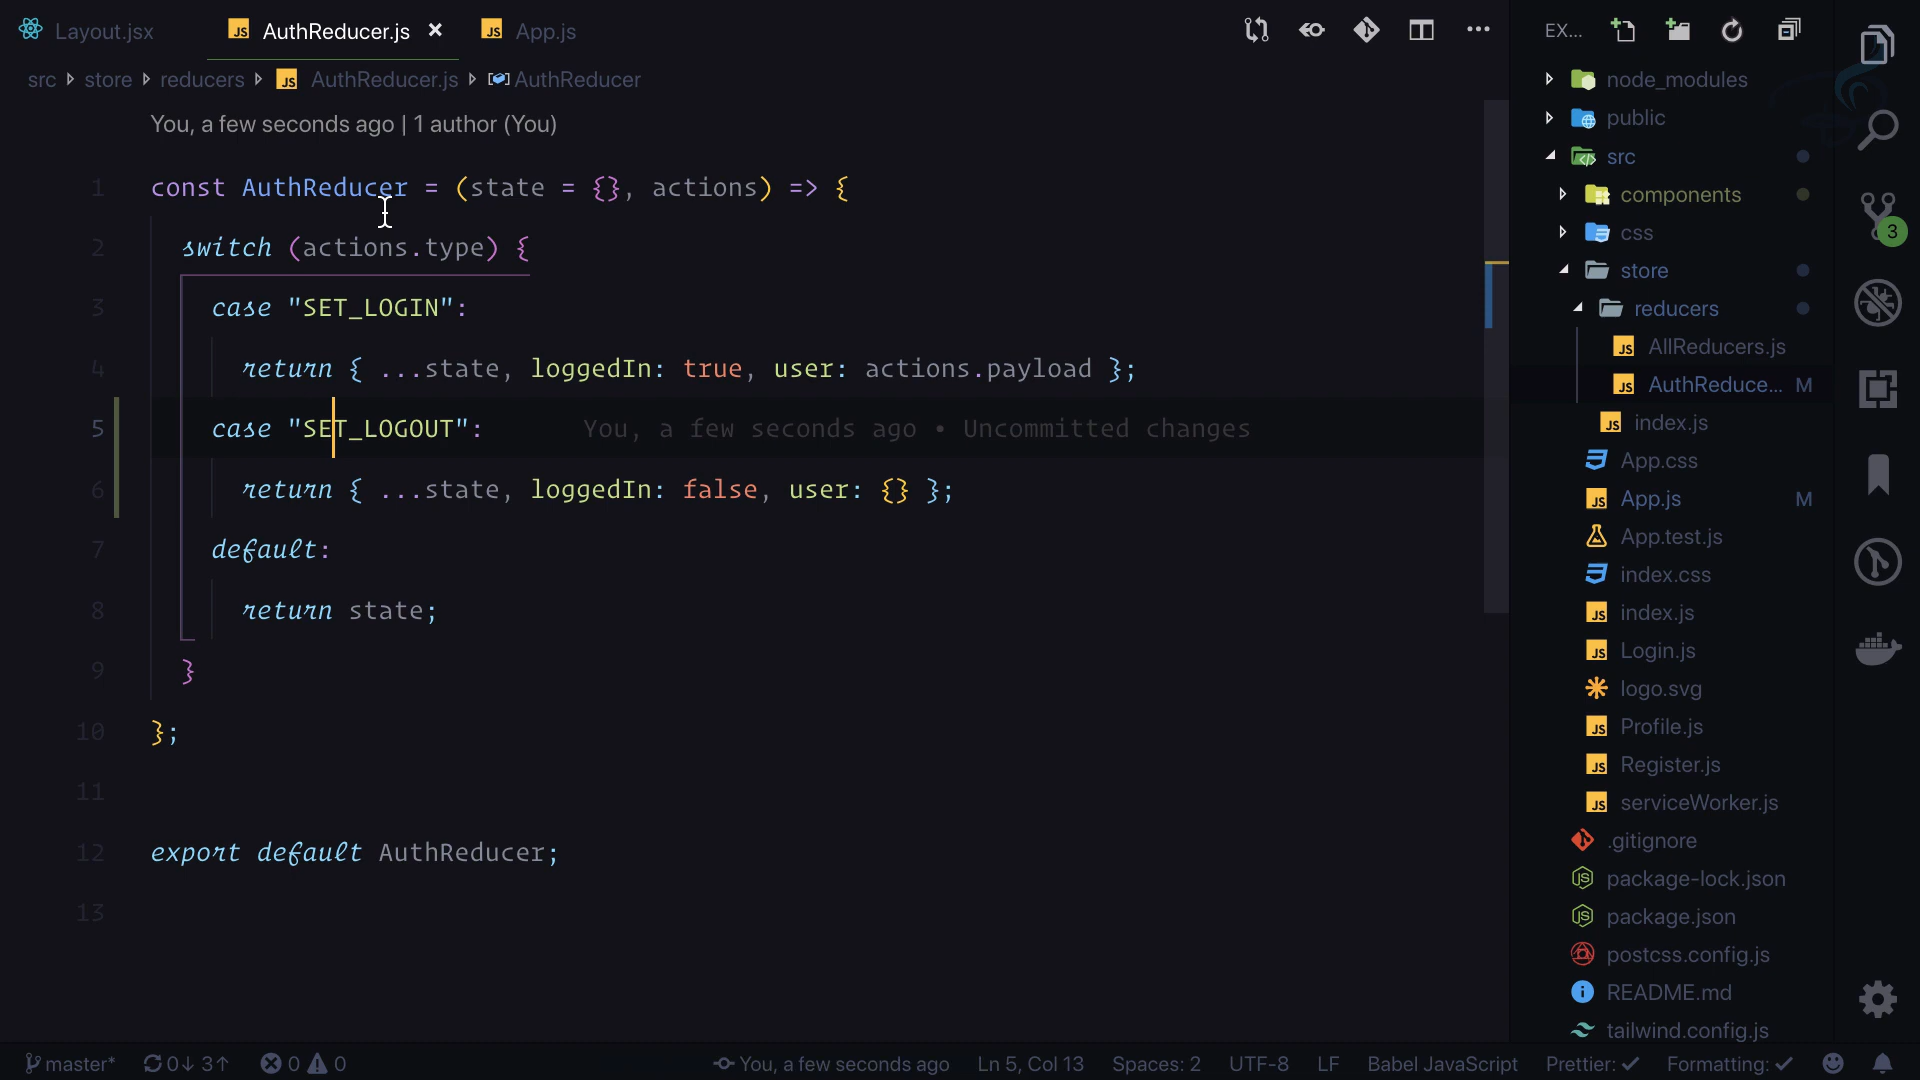 Layout.jsx
AuthReducer.js
App.js
EX...
src store reducers AuthReducer.js AuthReducer
You, a few seconds ago | 1 author (You)
1 const AuthReducer = (state = {}, actions) => {
2 switch (actions.type) {
3 case "SET_LOGIN":
4 return { ...state, loggedIn: true, user: actions.payload };
5 case "SET_LOGOUT": You, a few seconds ago • Uncommitted changes
6 return { ...state, loggedIn: false, user: {} };
7 default:
8 return state;
9 }
10 };
11
12 export default AuthReducer;
13
node_modules
public
src
components
css
store
reducers
AllReducers.js
AuthReduce... M
index.js
App.css
App.js M
App.test.js
index.css
index.js
Login.js
logo.svg
Profile.js
Register.js
serviceWorker.js
.gitignore
package-lock.json
package.json
postcss.config.js
README.md
tailwind.config.js
3
master* 0↓ 3↑ 0 0 You, a few seconds ago Ln 5, Col 13 Spaces: 2 UTF-8 LF Babel JavaScript Prettier: ✓ Formatting: ✓